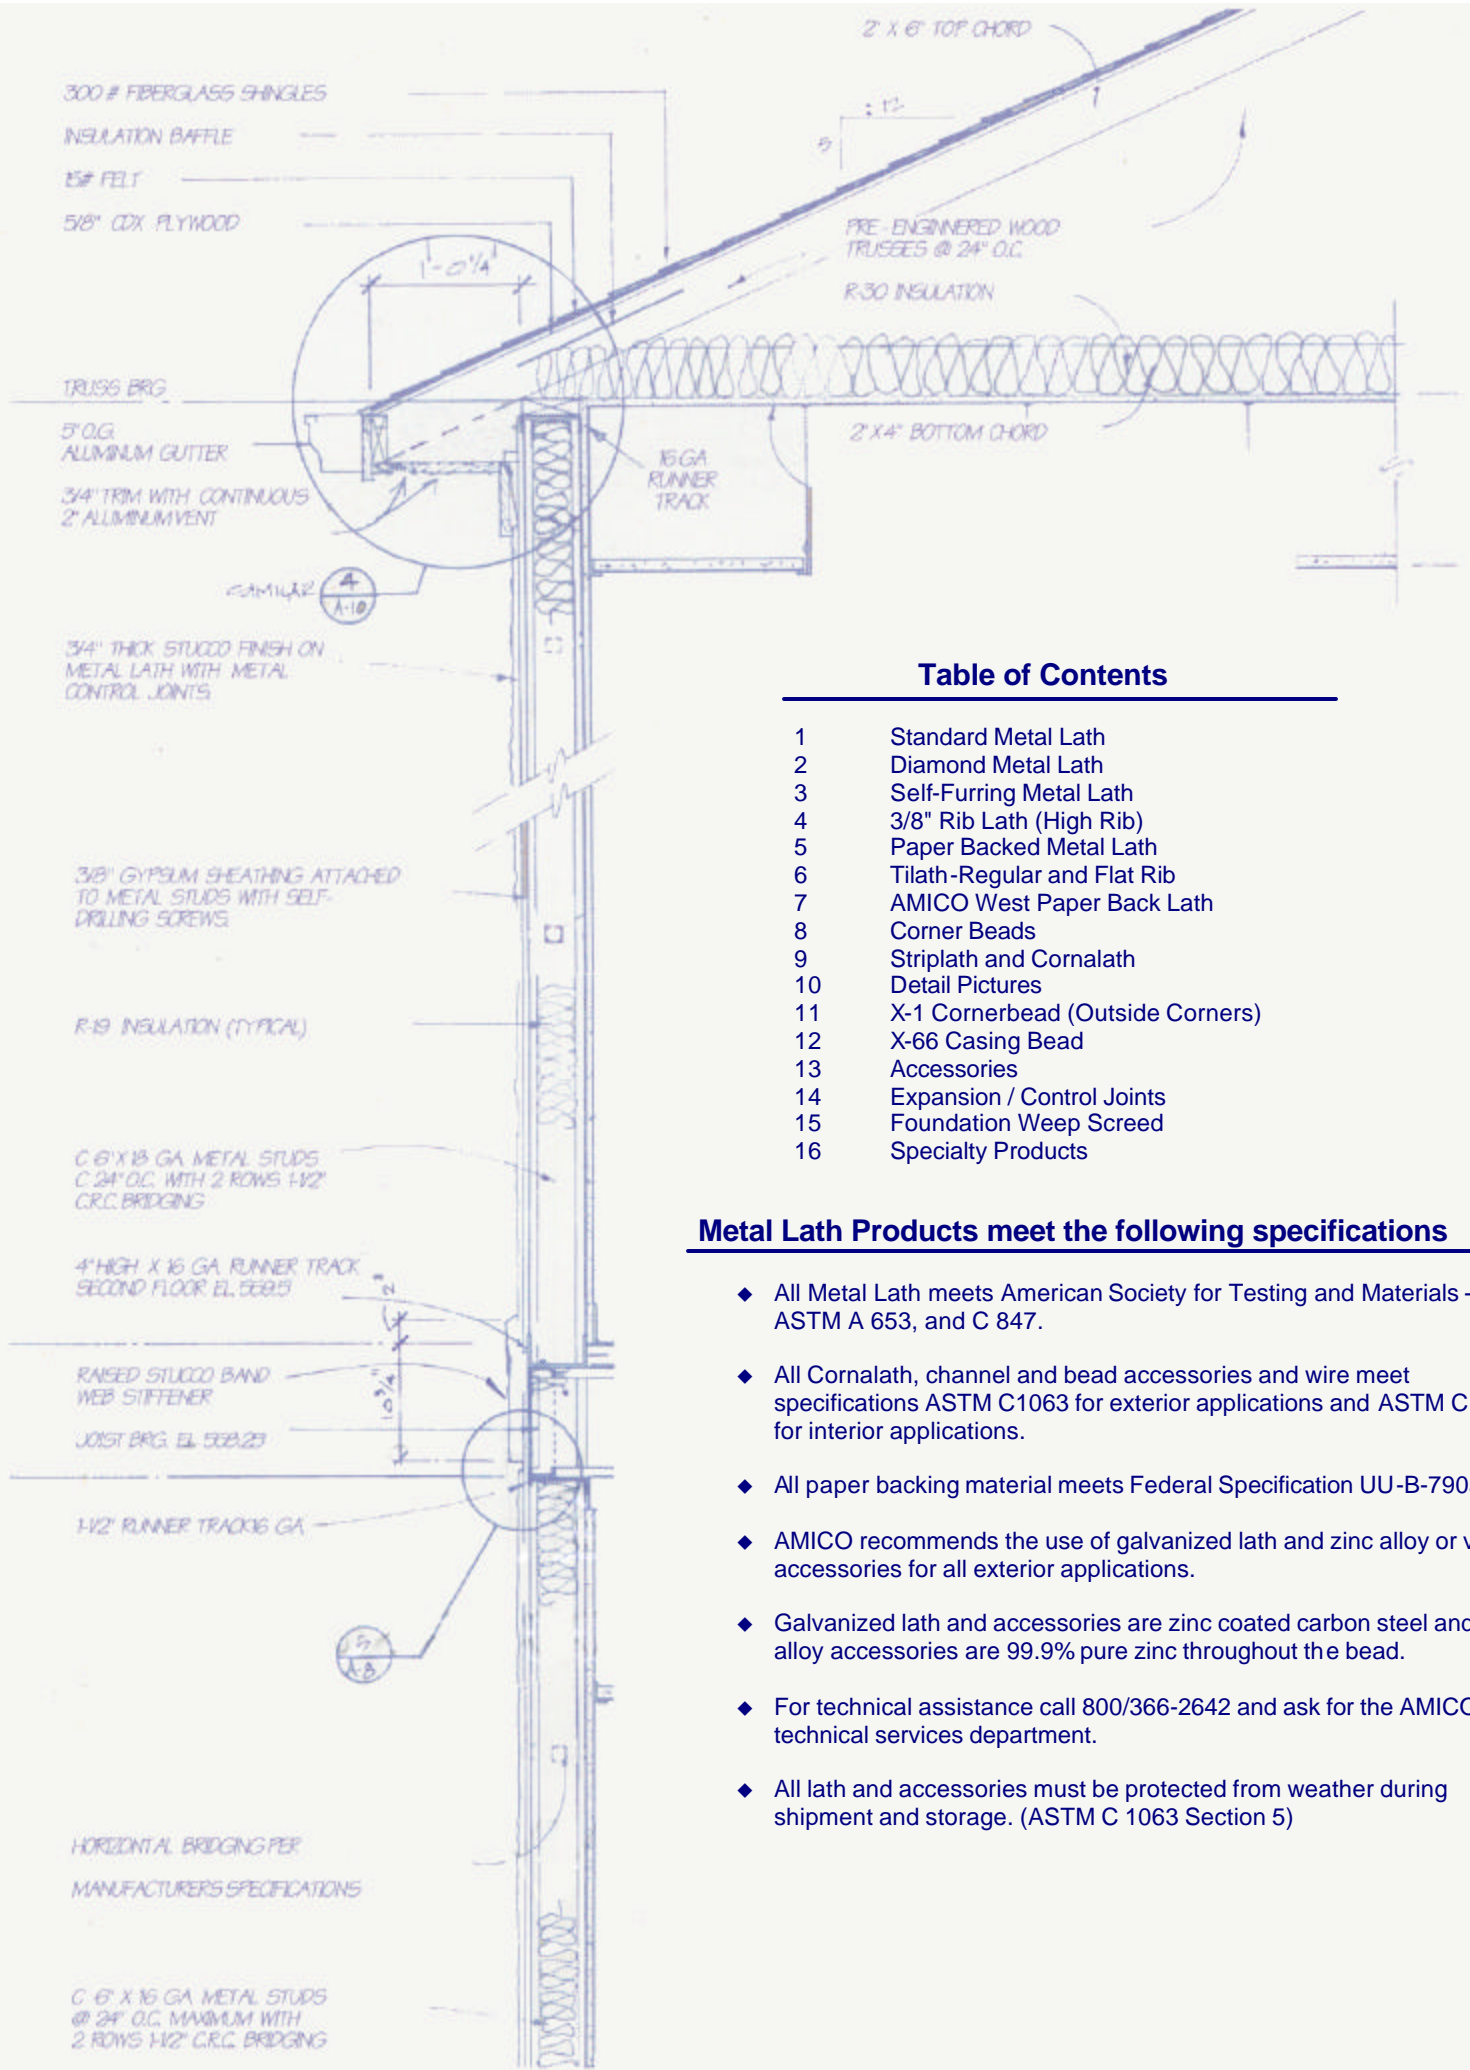 2' X 6" TOP CHORD
300 # FIBERGLASS SHINGLES
INSULATION BAFFLE
15# FELT
5/8" CDX PLYWOOD
: 12
5
1'-0 1/4
PRE-ENGINNERED WOOD
TRUSSES @ 24" O.C.
R-30 INSULATION
TRUSS BRG
5" O.G.
ALUMINUM GUTTER
3/4" TRIM WITH CONTINUOUS
2" ALUMINUM VENT
16 GA
RUNNER
TRACK
2"X4" BOTTOM CHORD
SIMILAR
4
A-10
3/4" THICK STUCCO FINISH ON
METAL LATH WITH METAL
CONTROL JOINTS.
3/8" GYPSUM SHEATHING ATTACHED
TO METAL STUDS WITH SELF-
DRILLING SCREWS.
R-19 INSULATION (TYPICAL)
C 6"X18 GA METAL STUDS
C 24" O.C. WITH 2 ROWS 1-1/2"
C.R.C. BRIDGING
4" HIGH X 16 GA RUNNER TRACK
SECOND FLOOR EL. 569.5
RAISED STUCCO BAND
WEB STIFFENER
10 3/4"
JOIST BRG. EL 568.25
1-1/2" RUNNER TRACK16 GA
5
A-8
HORIZONTAL BRIDGING PER
MANUFACTURERS SPECIFICATIONS
C 6" X 16 GA METAL STUDS
@ 24" O.C. MAXIMUM WITH
2 ROWS 1-1/2" C.R.C. BRIDGING
Table of Contents
1 Standard Metal Lath
2 Diamond Metal Lath
3 Self-Furring Metal Lath
4 3/8" Rib Lath (High Rib)
5 Paper Backed Metal Lath
6 Tilath-Regular and Flat Rib
7 AMICO West Paper Back Lath
8 Corner Beads
9 Striplath and Cornalath
10 Detail Pictures
11 X-1 Cornerbead (Outside Corners)
12 X-66 Casing Bead
13 Accessories
14 Expansion / Control Joints
15 Foundation Weep Screed
16 Specialty Products
Metal Lath Products meet the following specifications
◆ All Metal Lath meets American Society for Testing and Materials -
ASTM A 653, and C 847.
◆ All Cornalath, channel and bead accessories and wire meet
specifications ASTM C1063 for exterior applications and ASTM C
for interior applications.
◆ All paper backing material meets Federal Specification UU-B-790
◆ AMICO recommends the use of galvanized lath and zinc alloy or
accessories for all exterior applications.
◆ Galvanized lath and accessories are zinc coated carbon steel and
alloy accessories are 99.9% pure zinc throughout the bead.
◆ For technical assistance call 800/366-2642 and ask for the AMICO
technical services department.
◆ All lath and accessories must be protected from weather during
shipment and storage. (ASTM C 1063 Section 5)